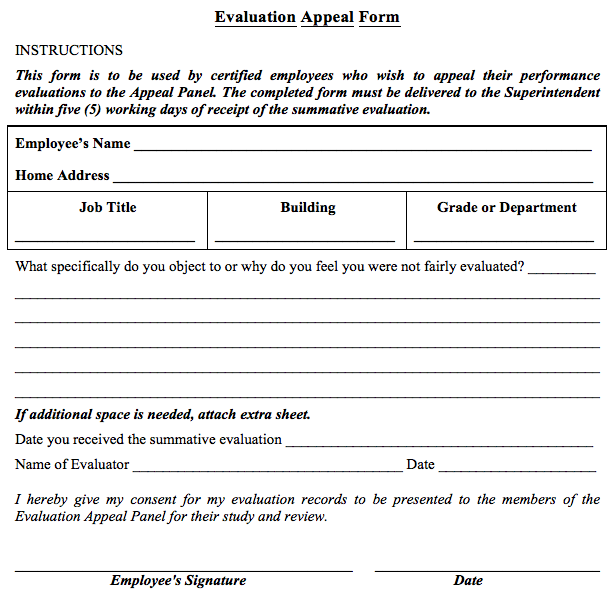 Evaluation Appeal Form
INSTRUCTIONS
This form is to be used by certified employees who wish to appeal their performance
evaluations to the Appeal Panel. The completed form must be delivered to the Superintendent
within five (5) working days of receipt of the summative evaluation.
Employee's Name
Home Address
Job Title Building Grade or Department
What specifically do you object to or why do you feel you were not fairly evaluated?
If additional space is needed, attach extra sheet.
Date you received the summative evaluation
Name of Evaluator Date
I hereby give my consent for my evaluation records to be presented to the members of the
Evaluation Appeal Panel for their study and review.
Employee's Signature Date